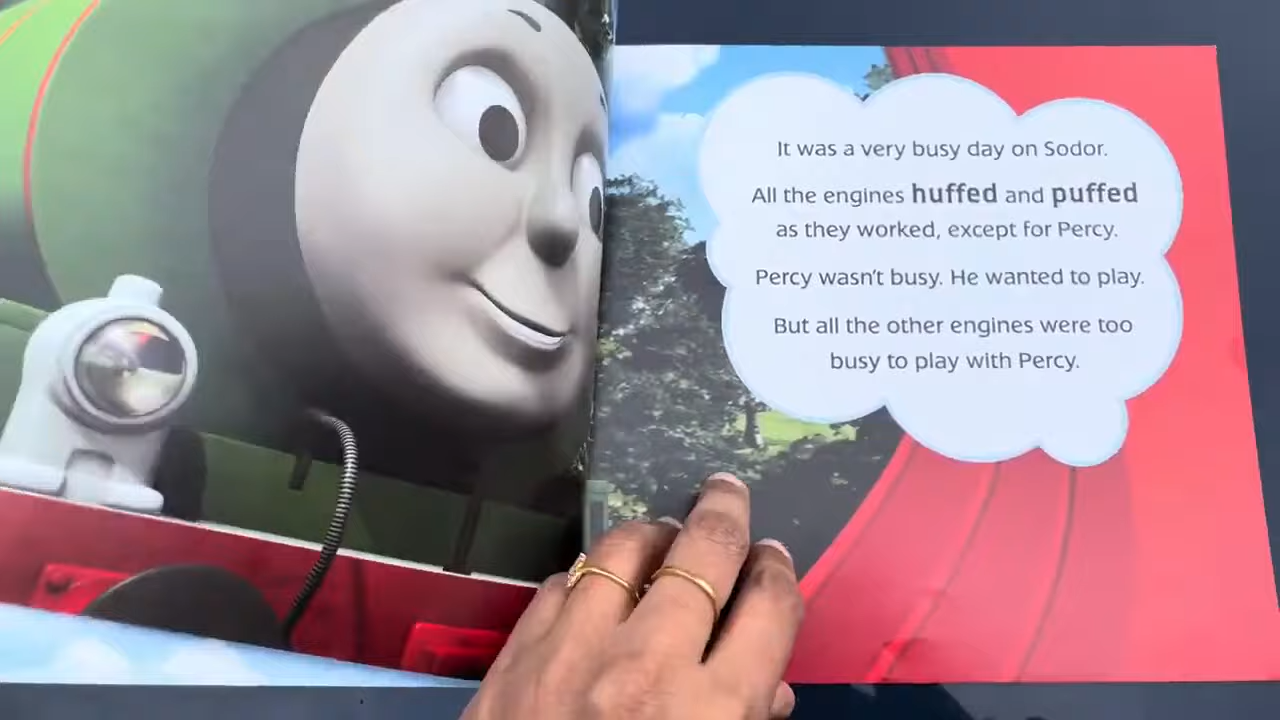 It was a very busy day on Sodor.
All the engines huffed and puffed
as they worked, except for Percy.
Percy wasn't busy. He wanted to play.
But all the other engines were too
busy to play with Percy.